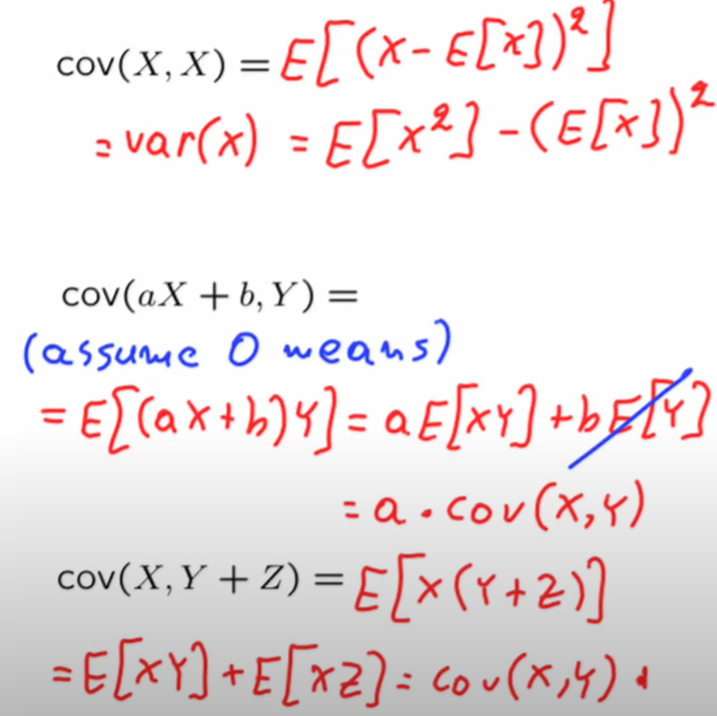 cov(X, X) = E[(X - E[X])²]
= var(X) = E[X²] - (E[X])²
cov(aX + b, Y) =
(assume 0 means)
= E[(aX+b)Y] = aE[XY] + bE[Y]
= a · cov(X,Y)
cov(X, Y + Z) = E[X(Y+Z)]
= E[XY] + E[XZ] = cov(X,Y) +